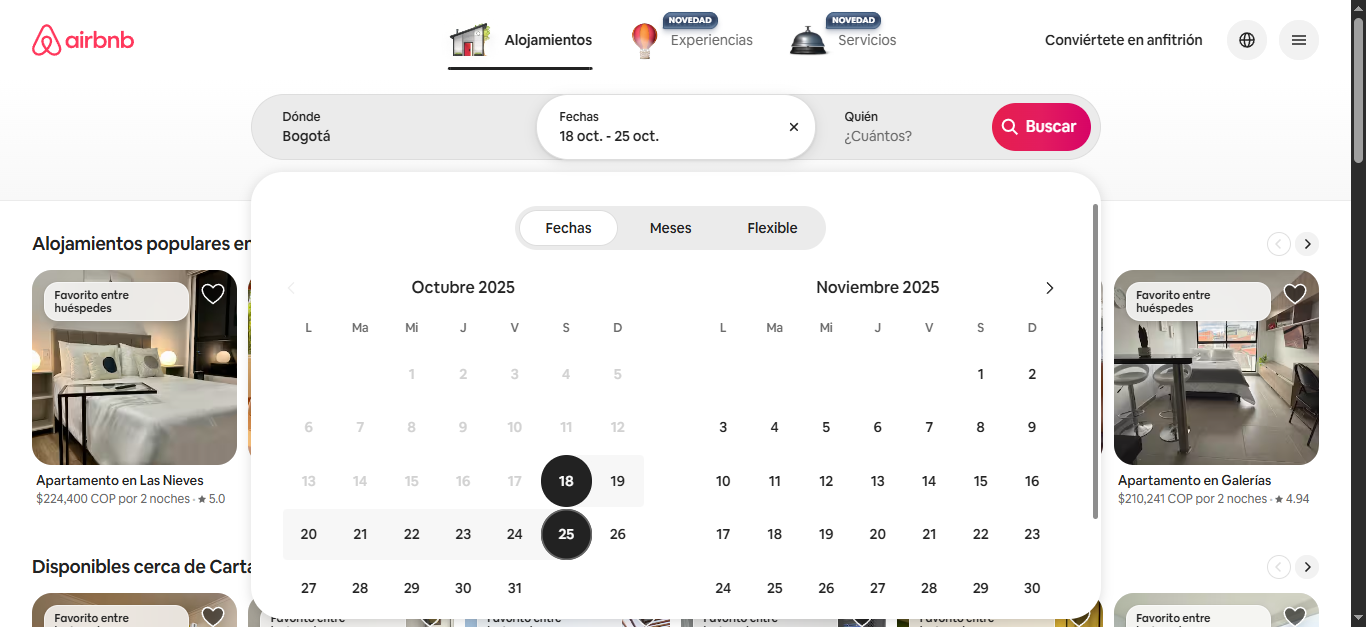 airbnb
Alojamientos
NOVEDAD
Experiencias
NOVEDAD
Servicios
Conviértete en anfitrión
Dónde
Bogotá
Fechas
18 oct. - 25 oct.
Quién
¿Cuántos?
Buscar
Fechas
Meses
Flexible
Octubre 2025
L Ma Mi J V S D
1 2 3 4 5
6 7 8 9 10 11 12
13 14 15 16 17 18 19
20 21 22 23 24 25 26
27 28 29 30 31
Noviembre 2025
L Ma Mi J V S D
1 2
3 4 5 6 7 8 9
10 11 12 13 14 15 16
17 18 19 20 21 22 23
24 25 26 27 28 29 30
Alojamientos populares en
Favorito entre
huéspedes
Apartamento en Las Nieves
$224,400 COP por 2 noches · ★ 5.0
Favorito entre
huéspedes
Apartamento en Galerías
$210,241 COP por 2 noches · ★ 4.94
Disponibles cerca de Carta
Favorito entre
Favorito entre
Favorito entre
Favorito entre
Favorito entre
Favorito entre